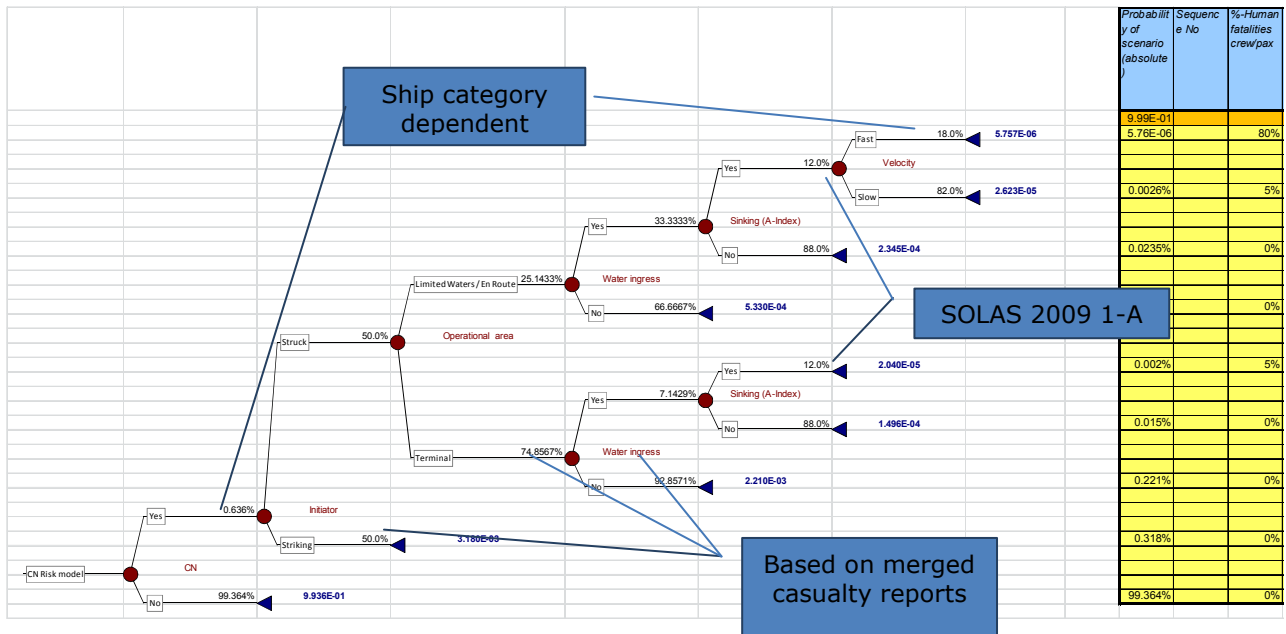 Probabilit
y of
scenario
(absolute
)
Sequenc
e No
%-Human
fatalities
crew/pax
Ship category
dependent
9.99E-01
Fast
18.0%
5.757E-06
5.76E-06
80%
Yes
12.0%
Velocity
Slow
82.0%
2.623E-05
0.0026%
5%
Yes
33.3333%
Sinking (A-Index)
No
88.0%
2.345E-04
0.0235%
0%
Limited Waters / En Route
25.1433%
Water ingress
No
66.6667%
5.330E-04
0%
SOLAS 2009 1-A
Struck
50.0%
Operational area
Yes
12.0%
2.040E-05
0.002%
5%
Yes
7.1429%
Sinking (A-Index)
No
88.0%
1.496E-04
0.015%
0%
Terminal
74.8567%
Water ingress
No
92.8571%
2.210E-03
0.221%
0%
Yes
0.636%
Initiator
Striking
50.0%
3.180E-03
0.318%
0%
Based on merged
casualty reports
CN Risk model
CN
No
99.364%
9.936E-01
99.364%
0%